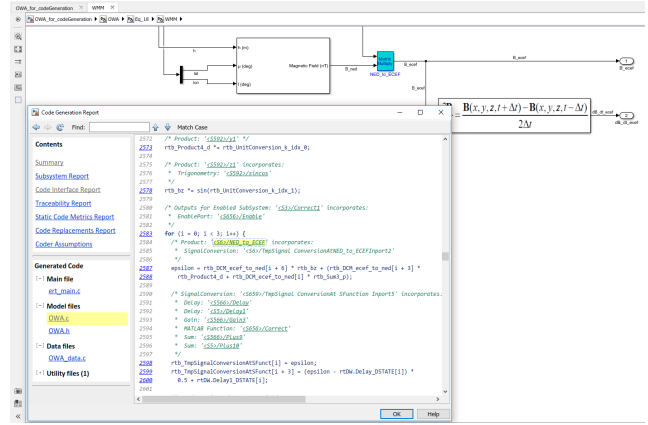 OWA_for_codeGeneration × WMM ×
OWA_for_codeGeneration OWA Eq_18 WMM
h
h (m)
μ (deg)
l (deg)
Magnetic Field (nT)
lat
lon
B_ned
Matrix
Multiply
NED_to_ECEF
B_ecef
1
B_ecef
B_ecef
= B(x, y, z, t + Δt) − B(x, y, z, t − Δt)
2Δt
dB_dt_ecef
2
dB_dt_ecef
Code Generation Report
Find: Match Case
Contents
Summary
Subsystem Report
Code Interface Report
Traceability Report
Static Code Metrics Report
Code Replacements Report
Coder Assumptions
Generated Code
[-] Main file
ert_main.c
[-] Model files
OWA.c
OWA.h
[-] Data files
OWA_data.c
[+] Utility files (1)
2572 /* Product: '<S592>/y1' */
2573 rtb_Product4_d *= rtb_UnitConversion_k_idx_0;
2574
2575 /* Product: '<S592>/z1' incorporates:
2576 * Trigonometry: '<S592>/sincos'
2577 */
2578 rtb_bz *= sin(rtb_UnitConversion_k_idx_1);
2579
2580 /* Outputs for Enabled SubSystem: '<S3>/Correct1' incorporates:
2581 * EnablePort: '<S656>/Enable'
2582 */
2583 for (i = 0; i < 3; i++) {
2584 /* Product: '<S6>/NED_to_ECEF' incorporates:
2585 * SignalConversion: '<S6>/TmpSignal ConversionAtNED_to_ECEFInport2'
2586 */
2587 epsilon = rtb_DCM_ecef_to_ned[i + 6] * rtb_bz + (rtb_DCM_ecef_to_ned[i + 3] *
2588 rtb_Product4_d + rtb_DCM_ecef_to_ned[i] * rtb_Sum3_p);
2589
2590 /* SignalConversion: '<S659>/TmpSignal ConversionAt SFunction Inport5' incorporates:
2591 * Delay: '<S566>/Delay'
2592 * Delay: '<S5>/Delay1'
2593 * Gain: '<S566>/Gain3'
2594 * MATLAB Function: '<S656>/Correct'
2595 * Sum: '<S566>/Plus9'
2596 * Sum: '<S5>/Plus10'
2597 */
2598 rtb_TmpSignalConversionAtSFunct[i] = epsilon;
2599 rtb_TmpSignalConversionAtSFunct[i + 3] = (epsilon - rtDW.Delay_DSTATE[i]) *
2600 0.5 + rtDW.Delay1_DSTATE[i];
2601
OK Help